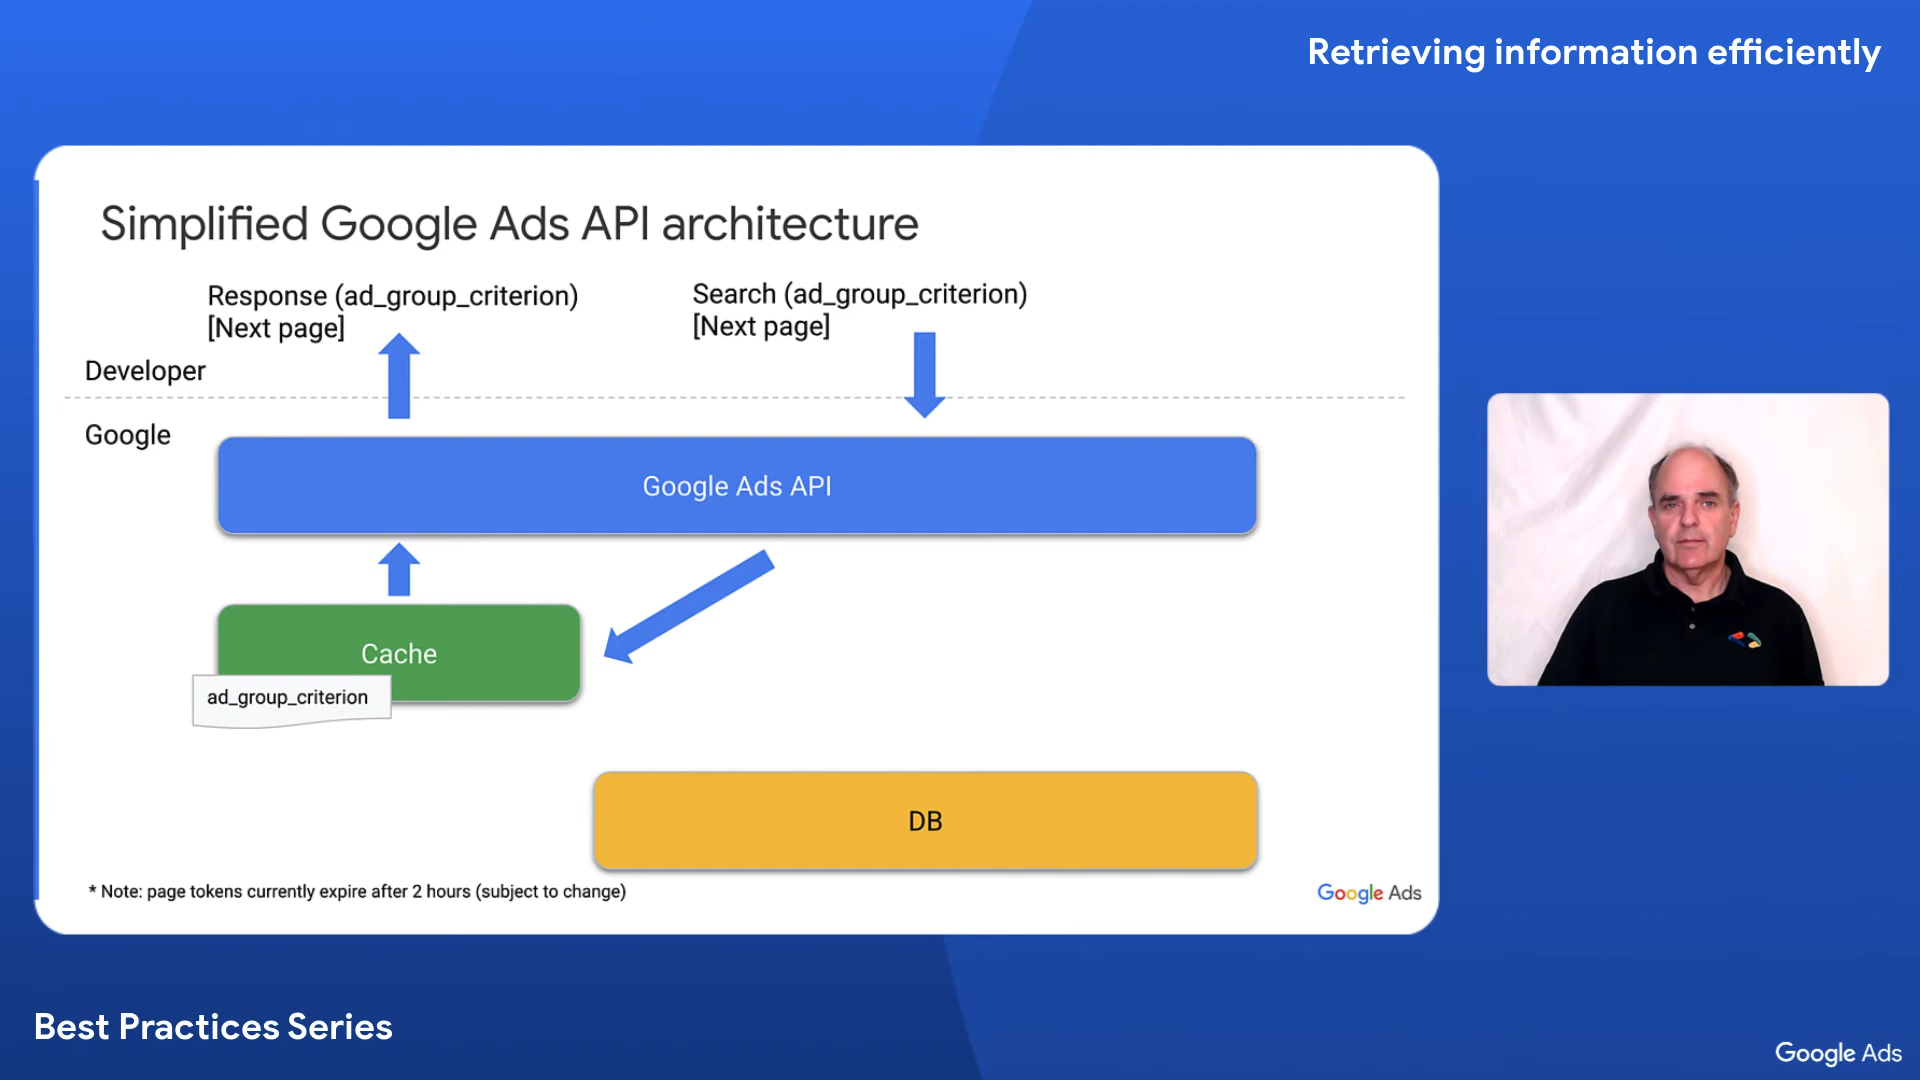 Retrieving information efficiently
Simplified Google Ads API architecture
Response (ad_group_criterion)
[Next page]
Search (ad_group_criterion)
[Next page]
Developer
Google
Google Ads API
Cache
ad_group_criterion
DB
* Note: page tokens currently expire after 2 hours (subject to change)
Google Ads
Best Practices Series
Google Ads